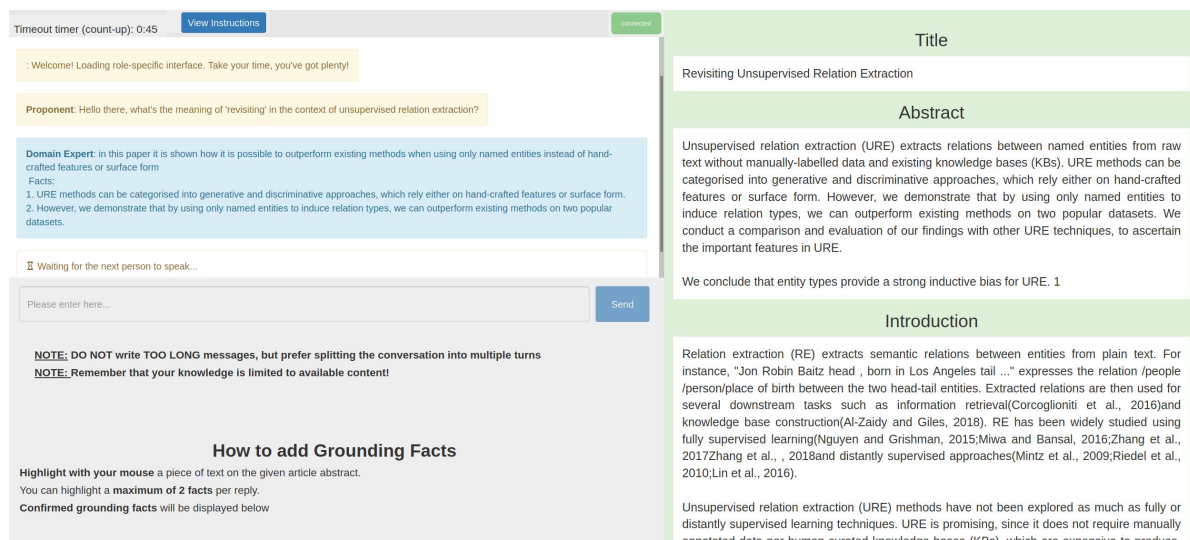 Timeout timer (count-up): 0:45
View Instructions
connected
: Welcome! Loading role-specific interface. Take your time, you've got plenty!
Proponent: Hello there, what's the meaning of 'revisiting' in the context of unsupervised relation extraction?
Domain Expert: in this paper it is shown how it is possible to outperform existing methods when using only named entities instead of hand-
crafted features or surface form
Facts:
1. URE methods can be categorised into generative and discriminative approaches, which rely either on hand-crafted features or surface form.
2. However, we demonstrate that by using only named entities to induce relation types, we can outperform existing methods on two popular
datasets.
Waiting for the next person to speak...
Please enter here...
Send
NOTE: DO NOT write TOO LONG messages, but prefer splitting the conversation into multiple turns
NOTE: Remember that your knowledge is limited to available content!
How to add Grounding Facts
Highlight with your mouse a piece of text on the given article abstract.
You can highlight a maximum of 2 facts per reply.
Confirmed grounding facts will be displayed below
Title
Revisiting Unsupervised Relation Extraction
Abstract
Unsupervised relation extraction (URE) extracts relations between named entities from raw
text without manually-labelled data and existing knowledge bases (KBs). URE methods can be
categorised into generative and discriminative approaches, which rely either on hand-crafted
features or surface form. However, we demonstrate that by using only named entities to
induce relation types, we can outperform existing methods on two popular datasets. We
conduct a comparison and evaluation of our findings with other URE techniques, to ascertain
the important features in URE.
We conclude that entity types provide a strong inductive bias for URE. 1
Introduction
Relation extraction (RE) extracts semantic relations between entities from plain text. For
instance, "Jon Robin Baitz head , born in Los Angeles tail ..." expresses the relation /people
/person/place of birth between the two head-tail entities. Extracted relations are then used for
several downstream tasks such as information retrieval(Corcoglioniti et al., 2016)and
knowledge base construction(Al-Zaidy and Giles, 2018). RE has been widely studied using
fully supervised learning(Nguyen and Grishman, 2015;Miwa and Bansal, 2016;Zhang et al.,
2017Zhang et al., , 2018and distantly supervised approaches(Mintz et al., 2009;Riedel et al.,
2010;Lin et al., 2016).
Unsupervised relation extraction (URE) methods have not been explored as much as fully or
distantly supervised learning techniques. URE is promising, since it does not require manually
annotated data nor human curated knowledge bases (KBs), which are expensive to produce.